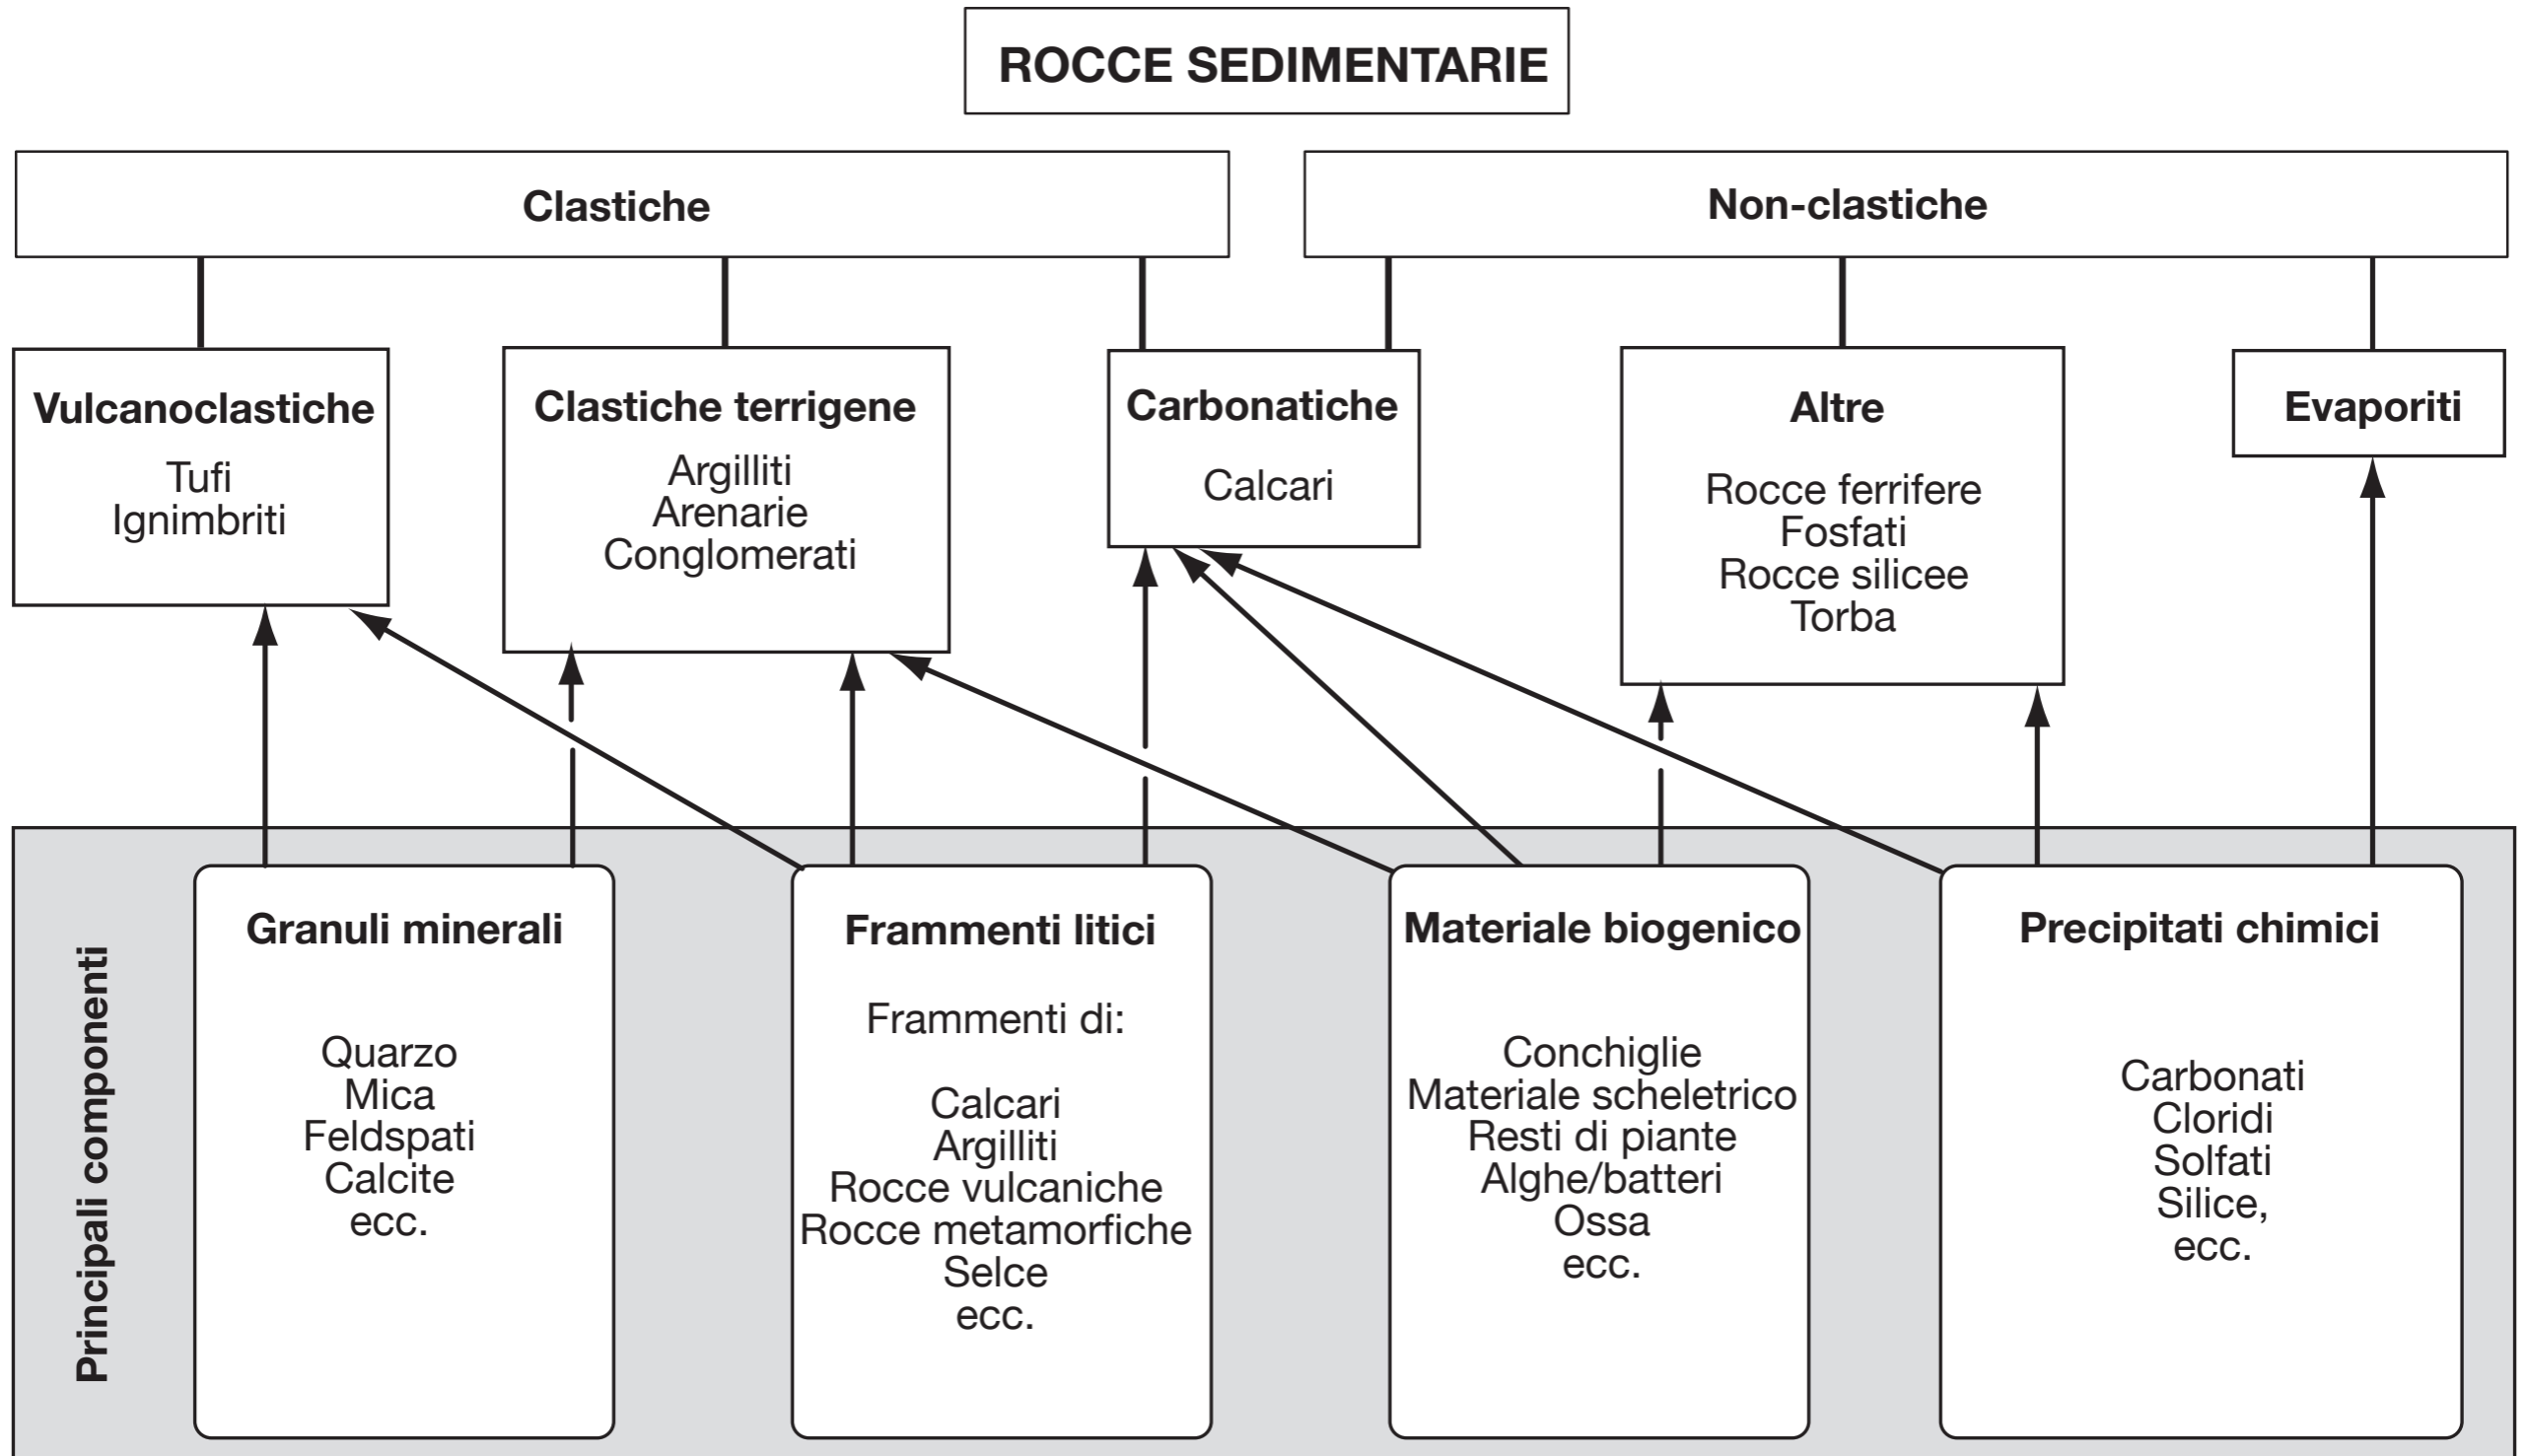 ROCCE SEDIMENTARIE
Clastiche
Non-clastiche
Vulcanoclastiche
Tufi
Ignimbriti
Clastiche terrigene
Argilliti
Arenarie
Conglomerati
Carbonatiche
Calcari
Altre
Rocce ferrifere
Fosfati
Rocce silicee
Torba
Evaporiti
Principali componenti
Granuli minerali
Quarzo
Mica
Feldspati
Calcite
ecc.
Frammenti litici
Frammenti di:
Calcari
Argilliti
Rocce vulcaniche
Rocce metamorfiche
Selce
ecc.
Materiale biogenico
Conchiglie
Materiale scheletrico
Resti di piante
Alghe/batteri
Ossa
ecc.
Precipitati chimici
Carbonati
Cloridi
Solfati
Silice,
ecc.